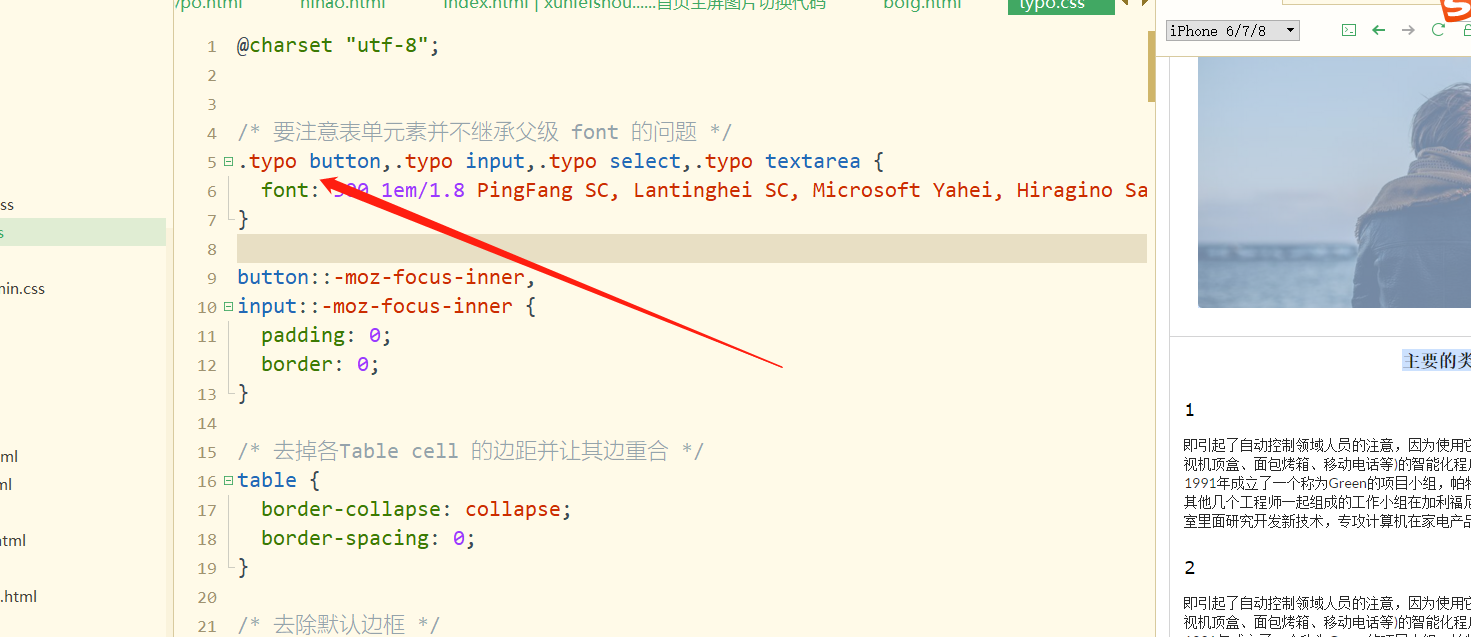 ypo.html nihao.html index.html | xunfeishou......首页主屏图片切换代码 bofg.html typo.css
iPhone 6/7/8
ss
s
min.css
ml
ml
html
.html
1 @charset "utf-8";
2
3
4 /* 要注意表单元素并不继承父级 font 的问题 */
5 .typo button,.typo input,.typo select,.typo textarea {
6 font: 500 1em/1.8 PingFang SC, Lantinghei SC, Microsoft Yahei, Hiragino Sa
7 }
8
9 button::-moz-focus-inner,
10 input::-moz-focus-inner {
11 padding: 0;
12 border: 0;
13 }
14
15 /* 去掉各Table cell 的边距并让其边重合 */
16 table {
17 border-collapse: collapse;
18 border-spacing: 0;
19 }
20
21 /* 去除默认边框 */
主要的类
1
即引起了自动控制领域人员的注意，因为使用它
视机顶盒、面包烤箱、移动电话等)的智能化程序
1991年成立了一个称为Green的项目小组，帕特
其他几个工程师一起组成的工作小组在加利福尼
室里面研究开发新技术，专攻计算机在家电产品
2
即引起了自动控制领域人员的注意，因为使用它
视机顶盒、面包烤箱、移动电话等)的智能化程序